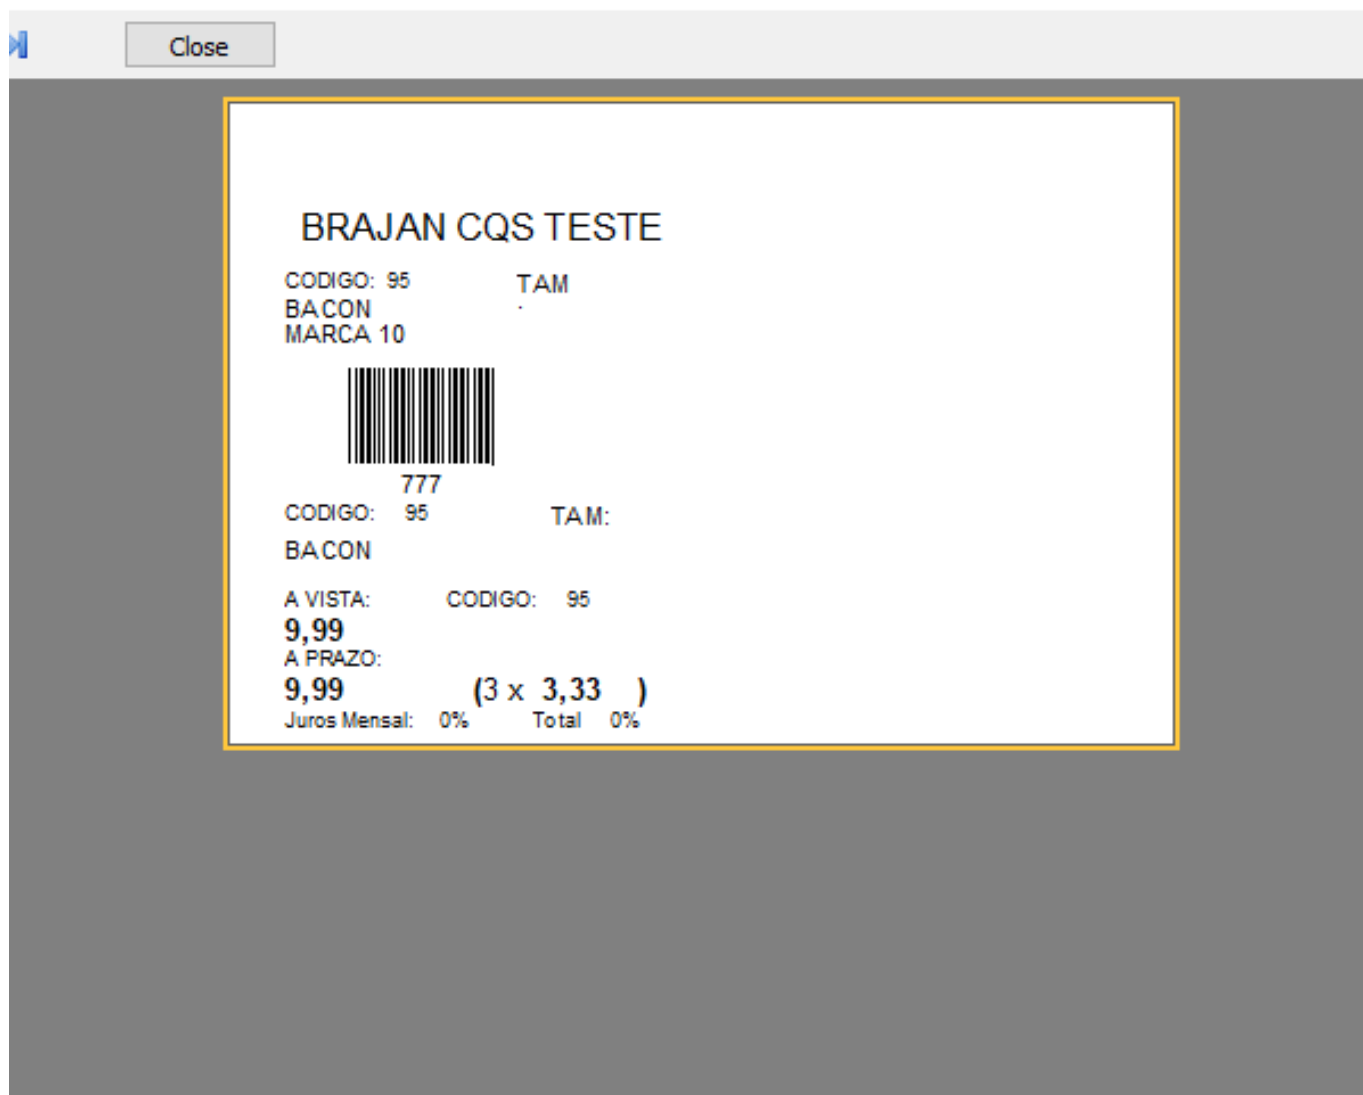 Close
BRAJAN CQS TESTE
CODIGO: 95 TAM
BACON .
MARCA 10
777
CODIGO: 95 TAM:
BACON
A VISTA: CODIGO: 95
9,99
A PRAZO:
9,99 (3 x 3,33 )
Juros Mensal: 0% Total 0%